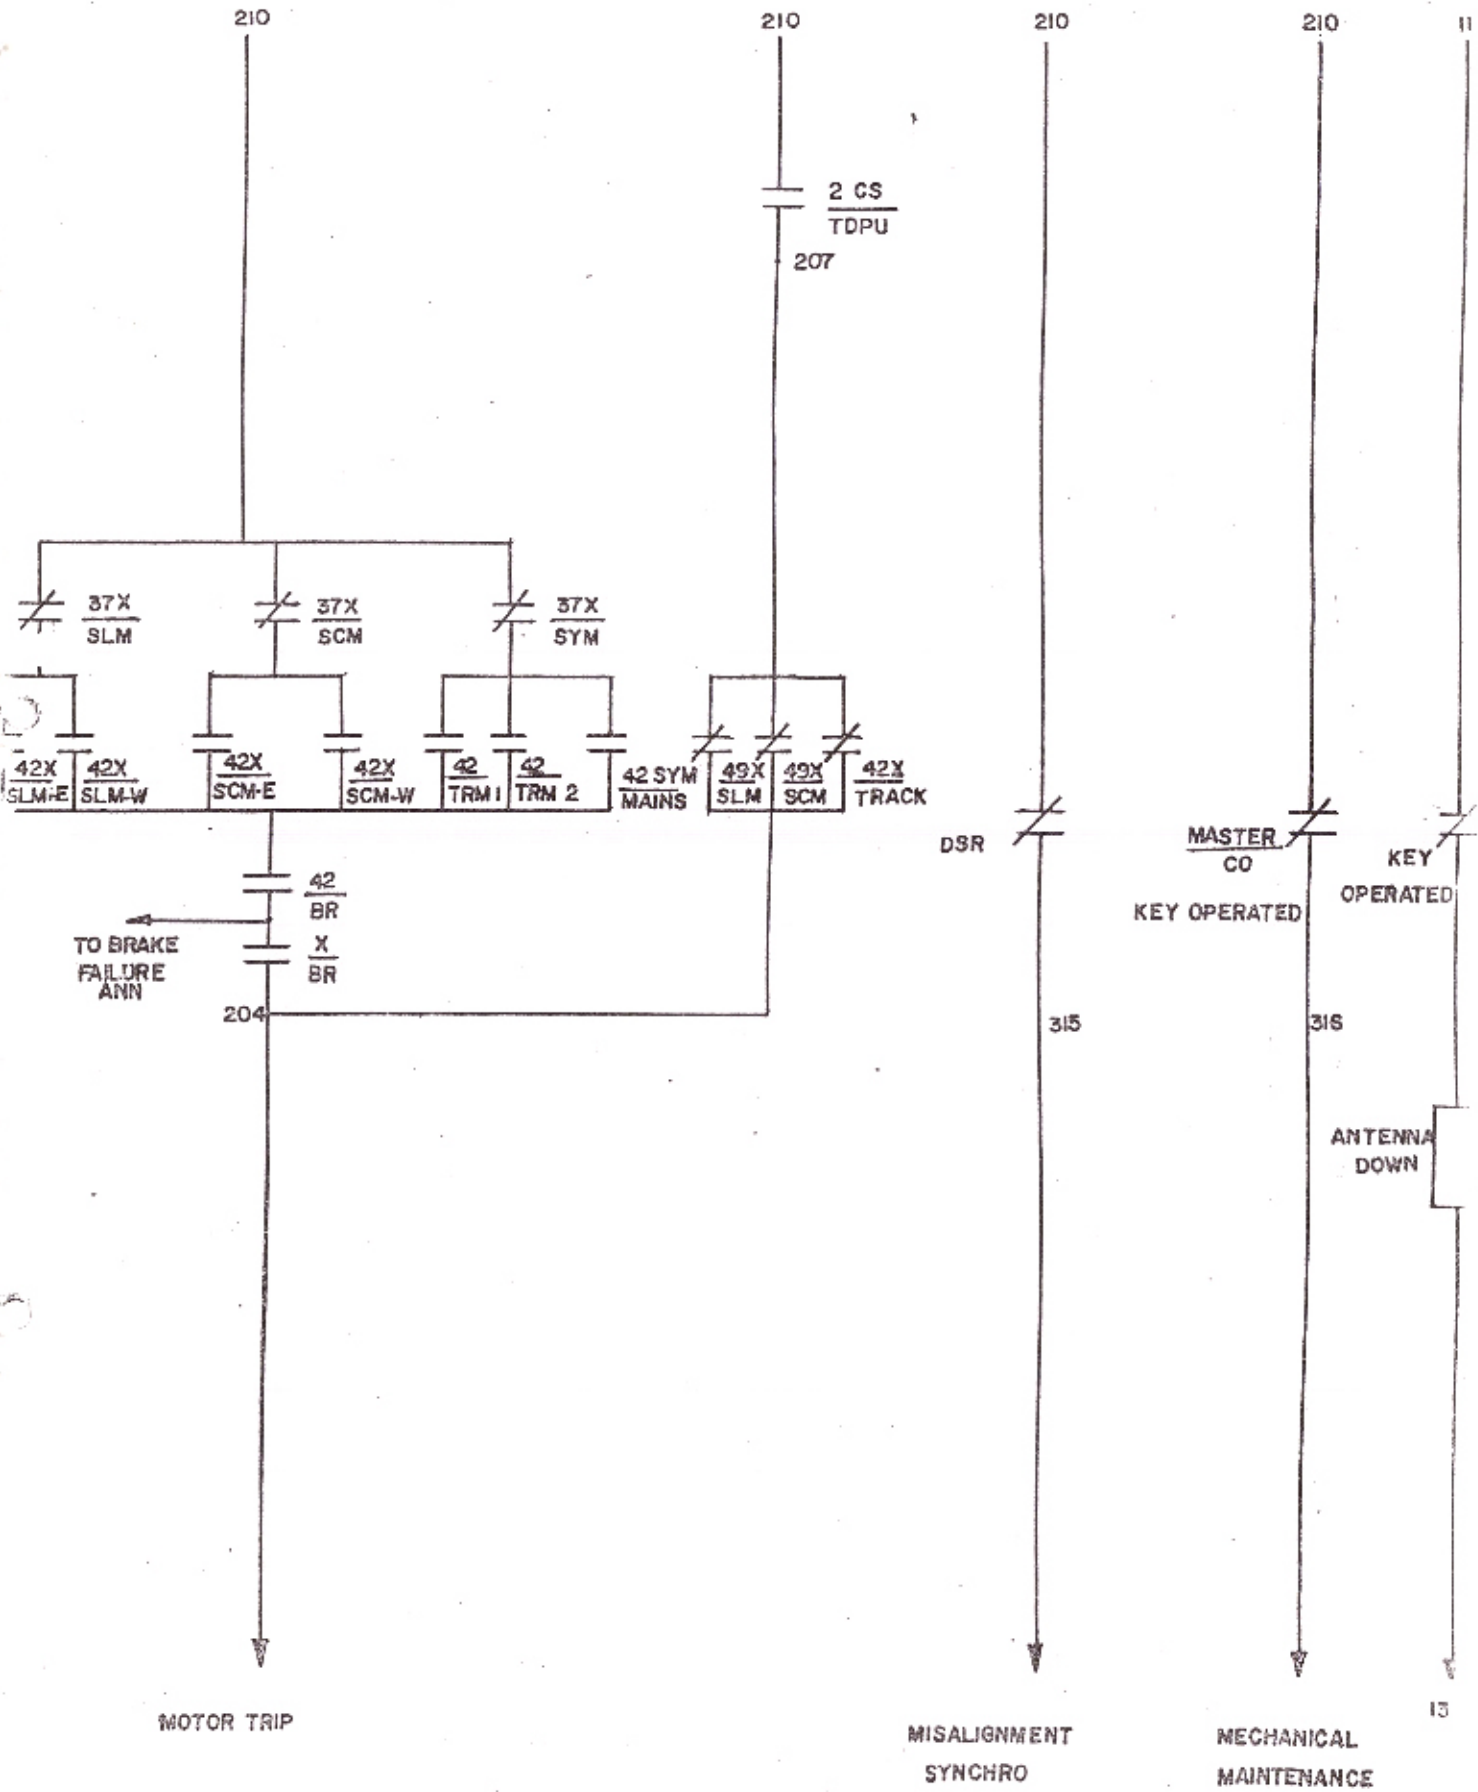 210
210
210
210
11
2 CS
TDPU
207
37X
SLM
37X
SCM
37X
SYM
42X
SLM-E
42X
SLM-W
42X
SCM-E
42X
SCM-W
42
TRM 1
42
TRM 2
42 SYM
MAINS
49X
SLM
49X
SCM
42X
TRACK
DSR
MASTER
CO
KEY OPERATED
KEY
OPERATED
42
BR
TO BRAKE
FAILURE
ANN
X
BR
204
315
316
ANTENNA
DOWN
MOTOR TRIP
MISALIGNMENT
SYNCHRO
MECHANICAL
MAINTENANCE
13